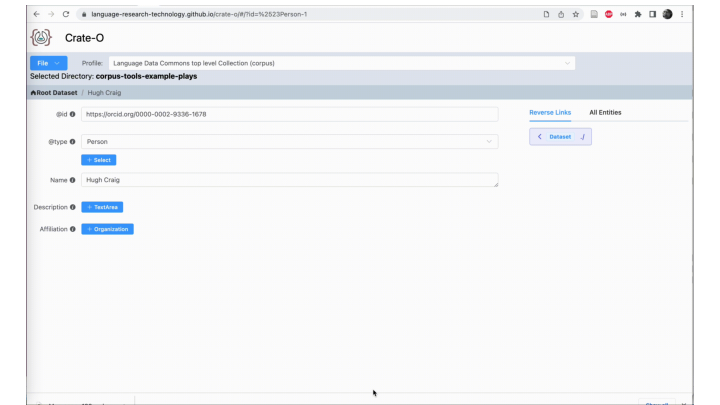 language-research-technology.github.io/crate-o/#/?id=%2523Person-1
Crate-O
File
Profile:
Language Data Commons top level Collection (corpus)
Selected Directory: corpus-tools-example-plays
Root Dataset / Hugh Craig
@id
https://orcid.org/0000-0002-9336-1678
Reverse Links
All Entities
< Dataset
@type
Person
+ Select
Name
Hugh Craig
Description
+ TextArea
Affiliation
+ Organization